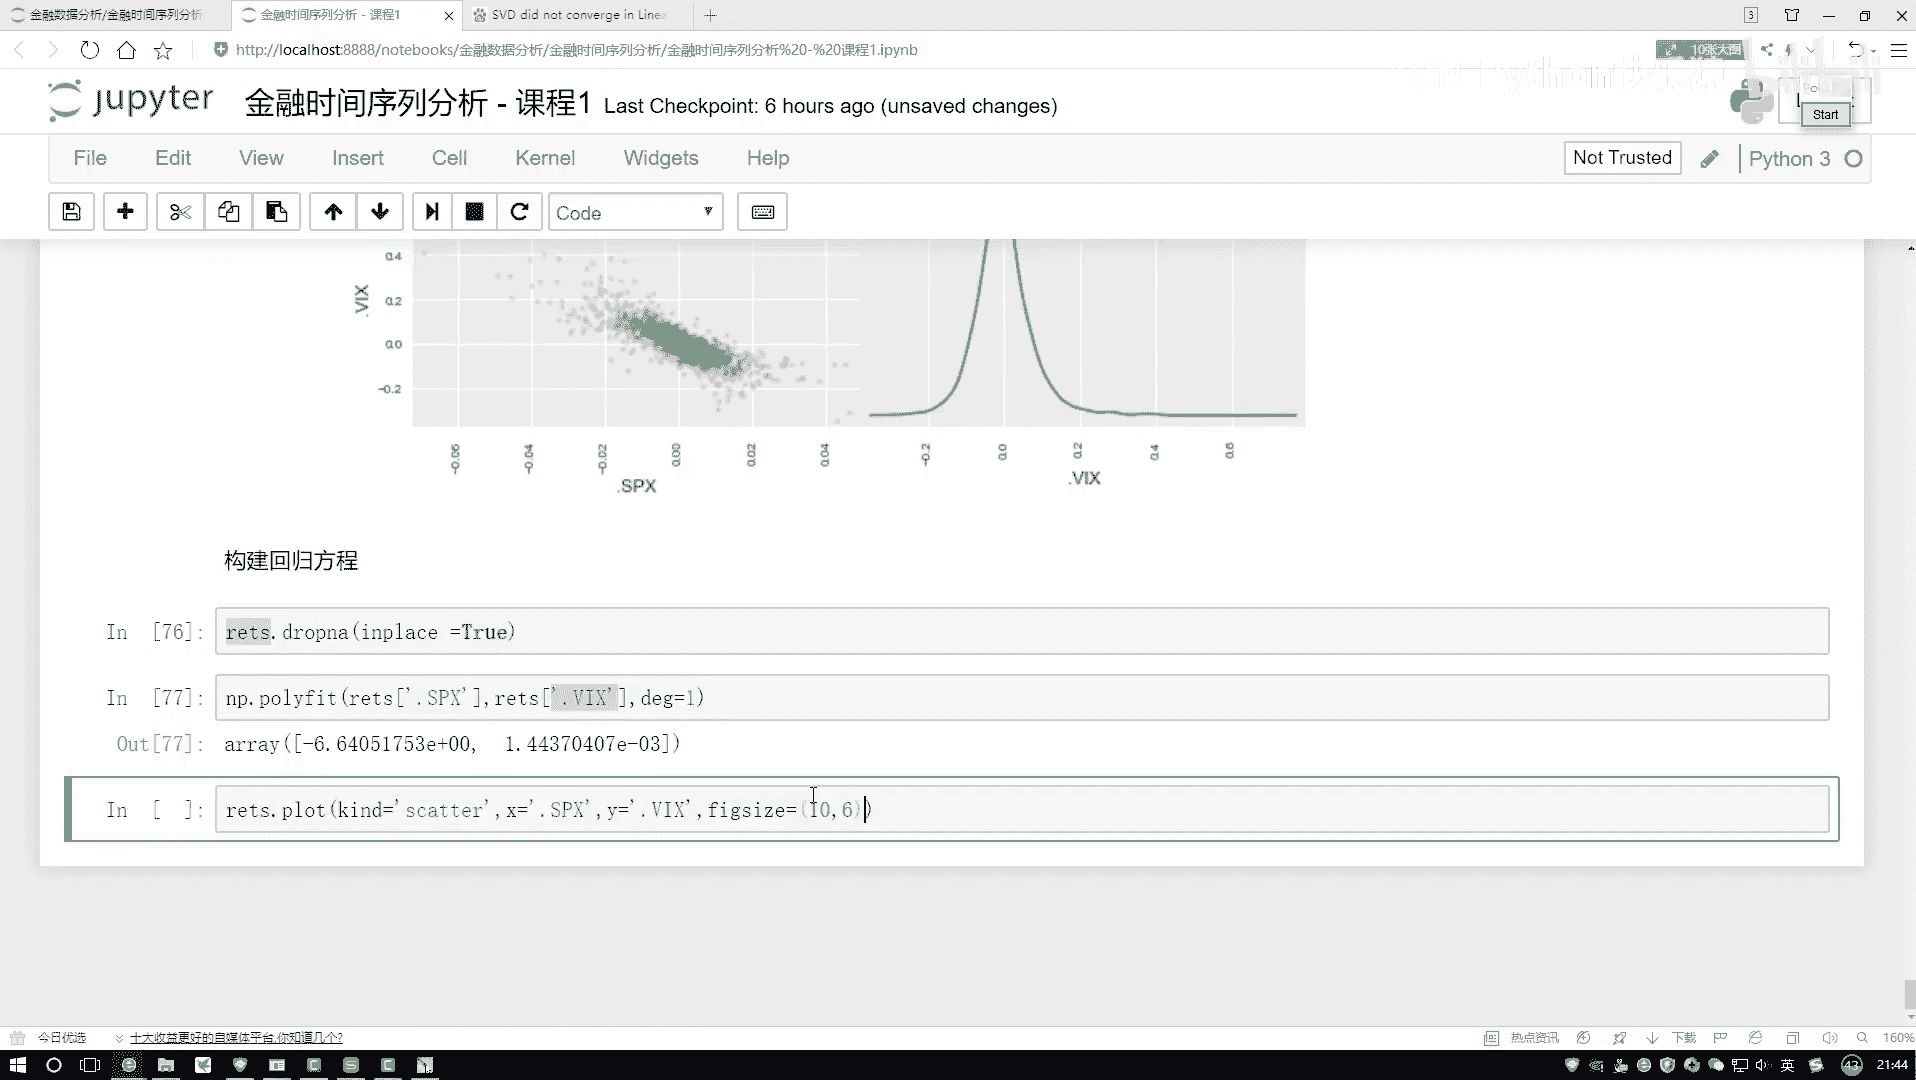 金融数据分析/金融时间序列分析
金融时间序列分析 - 课程1
SVD did not converge in Linea
3
http://localhost:8888/notebooks/金融数据分析/金融时间序列分析/金融时间序列分析%20-%20课程1.ipynb
10张大图
jupyter
金融时间序列分析 - 课程1 Last Checkpoint: 6 hours ago (unsaved changes)
Start
File Edit View Insert Cell Kernel Widgets Help
Not Trusted
Python 3
Code
0.4
0.2
0.0
-0.2
.VIX
-0.06 -0.04 -0.02 0.00 0.02 0.04
.SPX
-0.2 0.0 0.2 0.4 0.6
.VIX
构建回归方程
In [76]: rets.dropna(inplace =True)
In [77]: np.polyfit(rets['.SPX'],rets['.VIX'],deg=1)
Out[77]: array([-6.64051753e+00, 1.44370407e-03])
In [ ]: rets.plot(kind='scatter',x='.SPX',y='.VIX',figsize=(10,6))
今日优选
十大收益更好的自媒体平台,你知道几个?
热点资讯
下载
160%
英
43
21:44